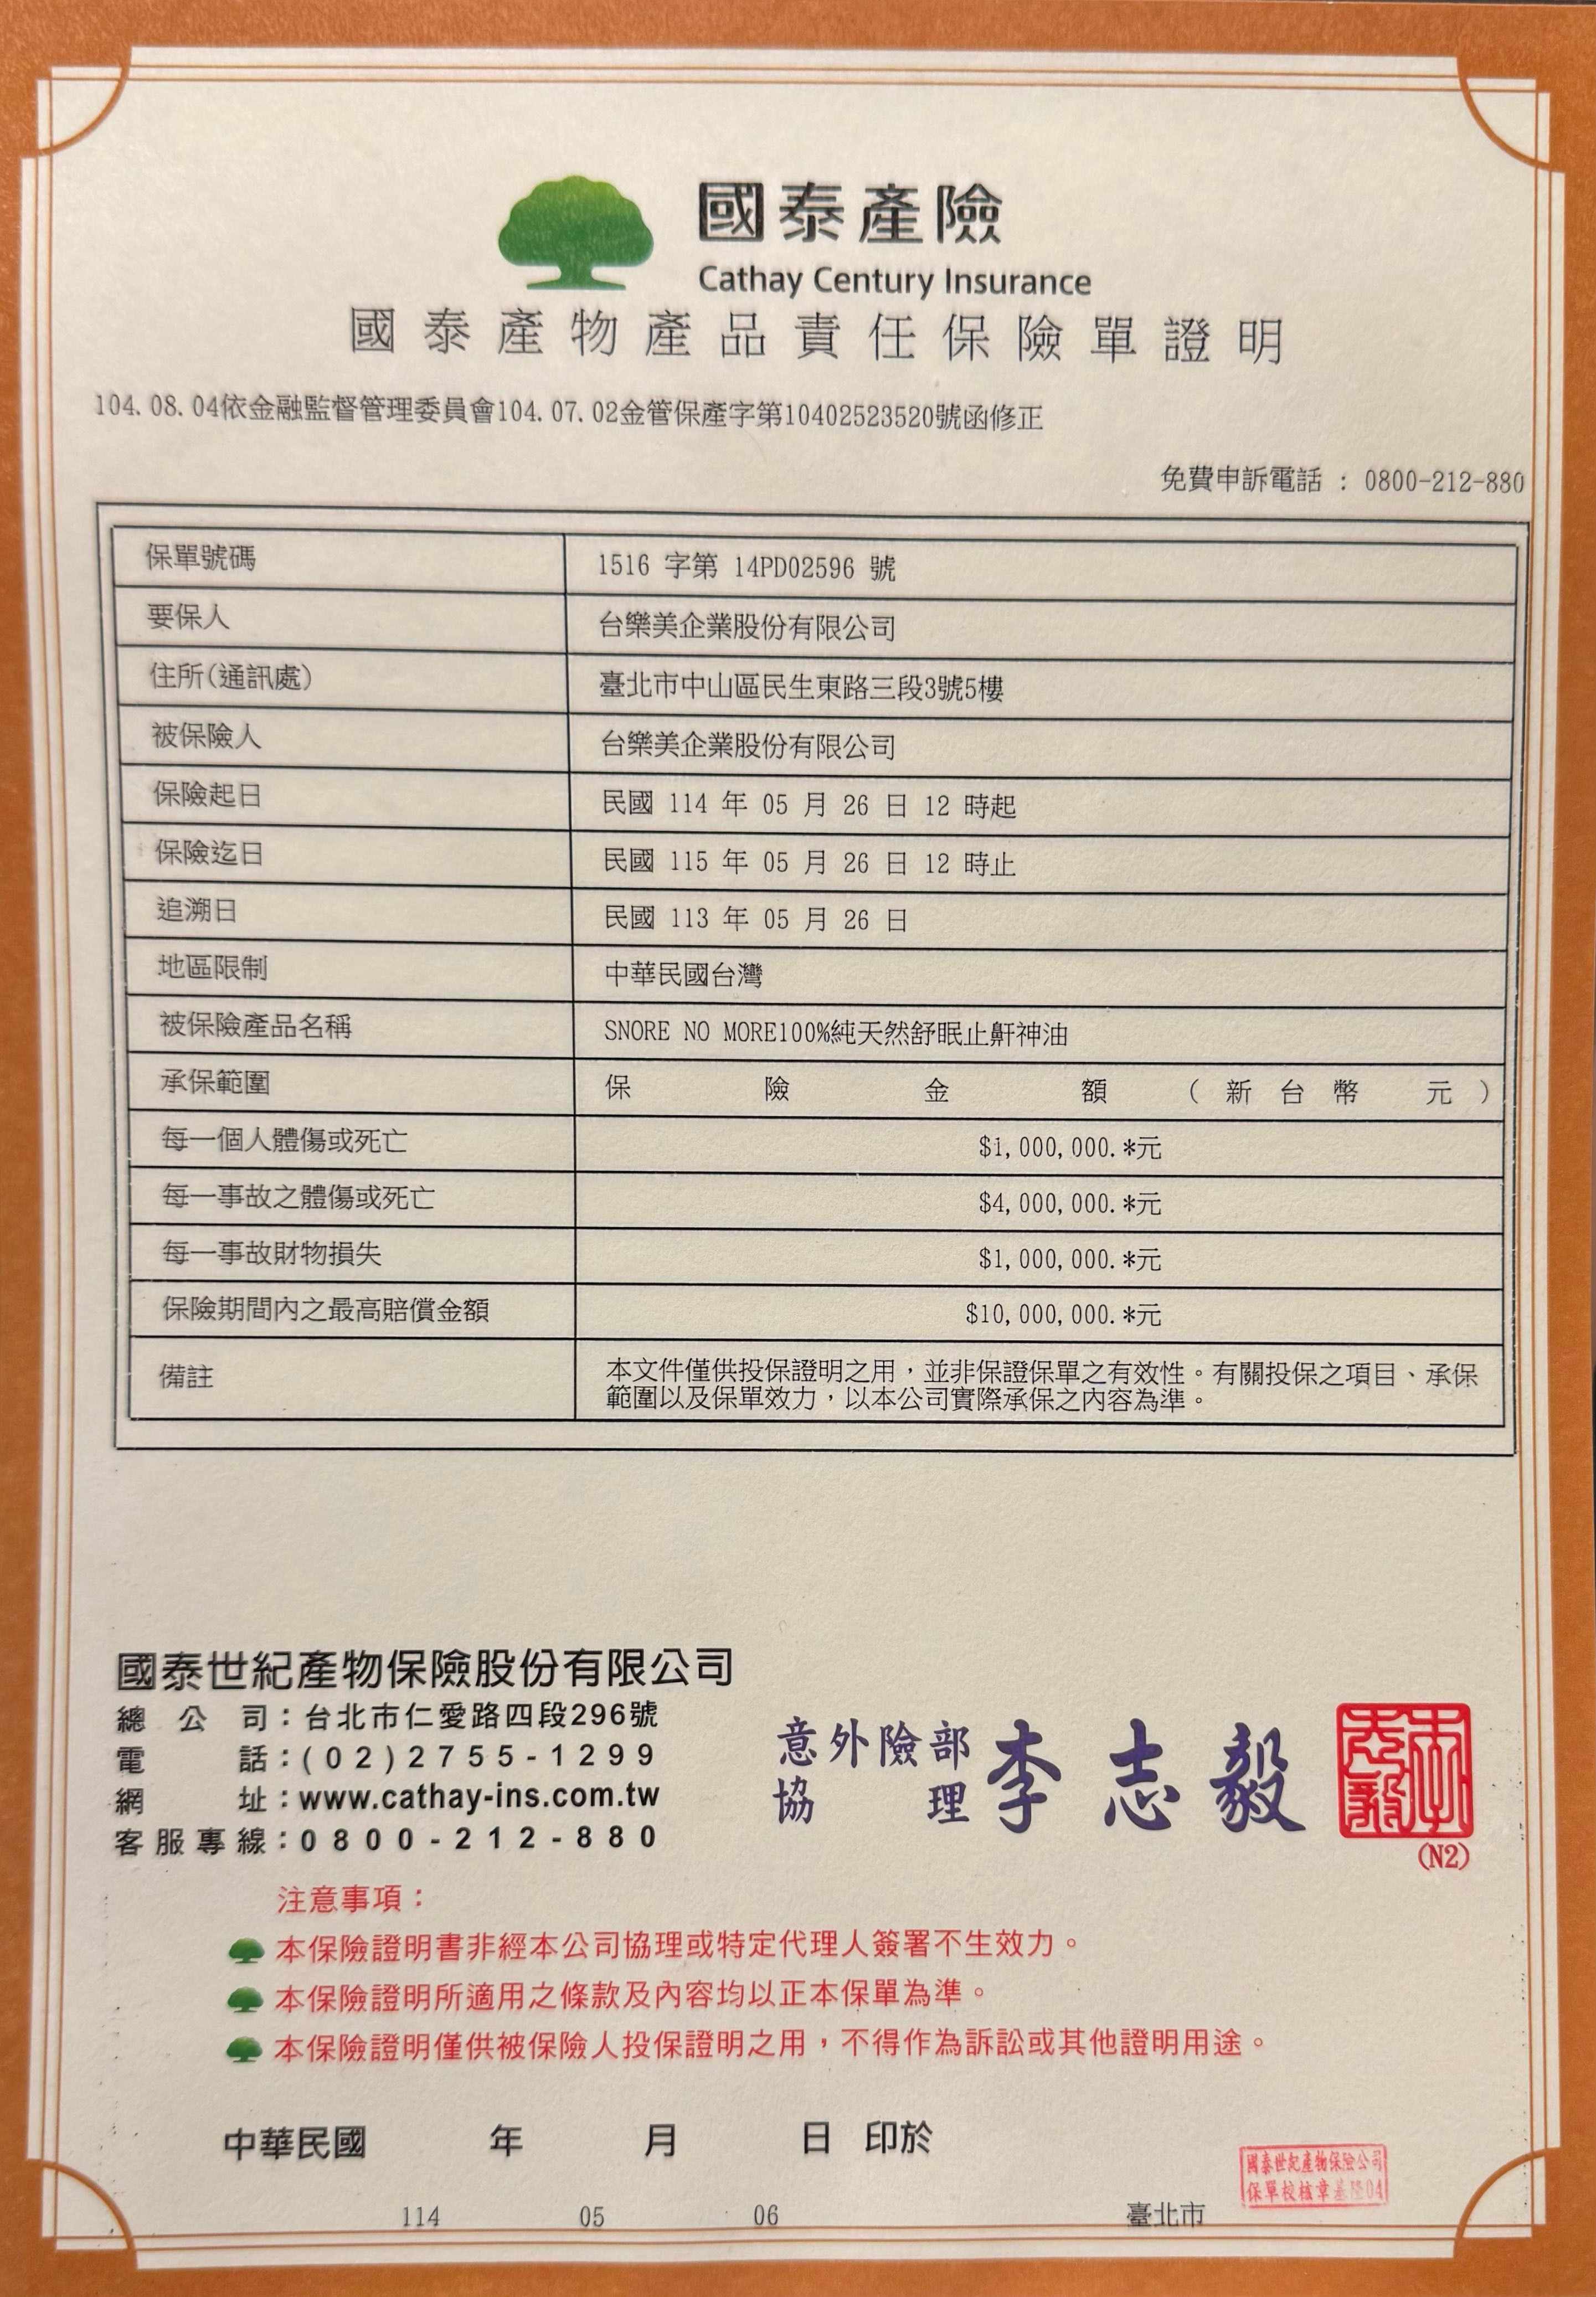 國泰產險
Cathay Century Insurance
國泰產物產品責任保險單證明
104.08.04依金融監督管理委員會104.07.02金管保產字第10402523520號函修正
免費申訴電話 : 0800-212-880
保單號碼 1516 字第 14PD02596 號
要保人 台樂美企業股份有限公司
住所(通訊處) 臺北市中山區民生東路三段3號5樓
被保險人 台樂美企業股份有限公司
保險起日 民國 114 年 05 月 26 日 12 時起
保險迄日 民國 115 年 05 月 26 日 12 時止
追溯日 民國 113 年 05 月 26 日
地區限制 中華民國台灣
被保險產品名稱 SNORE NO MORE100%純天然舒眠止鼾神油
承保範圍 保險金額(新台幣元)
每一個人體傷或死亡 $1,000,000.*元
每一事故之體傷或死亡 $4,000,000.*元
每一事故財物損失 $1,000,000.*元
保險期間內之最高賠償金額 $10,000,000.*元
備註 本文件僅供投保證明之用,並非保證保單之有效性。有關投保之項目、承保
範圍以及保單效力,以本公司實際承保之內容為準。
國泰世紀產物保險股份有限公司
總公司:台北市仁愛路四段296號
電話:(02)2755-1299
網址:www.cathay-ins.com.tw
客服專線:0800-212-880
意外險部
協理 李志毅
李志毅
(N2)
注意事項:
本保險證明書非經本公司協理或特定代理人簽署不生效力。
本保險證明所適用之條款及內容均以正本保單為準。
本保險證明僅供被保險人投保證明之用,不得作為訴訟或其他證明用途。
中華民國 年 月 日 印於
114 05 06 臺北市
國泰世紀產物保險公司
保單校核章基隆04